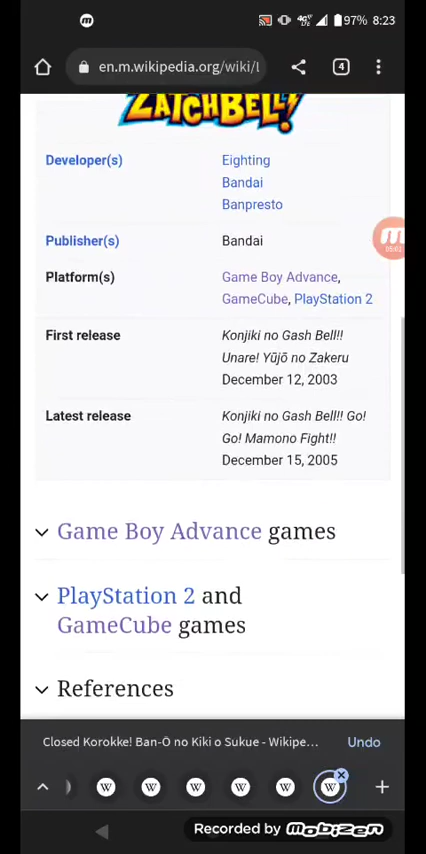 97% 8:23
en.m.wikipedia.org/wiki/L
4
ZATCHBELL!
Developer(s) Eighting
Bandai
Banpresto
Publisher(s) Bandai
Platform(s) Game Boy Advance,
GameCube, PlayStation 2
First release Konjiki no Gash Bell!!
Unare! Yūjō no Zakeru
December 12, 2003
Latest release Konjiki no Gash Bell!! Go!
Go! Mamono Fight!!
December 15, 2005
Game Boy Advance games
PlayStation 2 and
GameCube games
References
Closed Korokke! Ban-Ō no Kiki o Sukue - Wikipe... Undo
W W W W W W
Recorded by mobizen